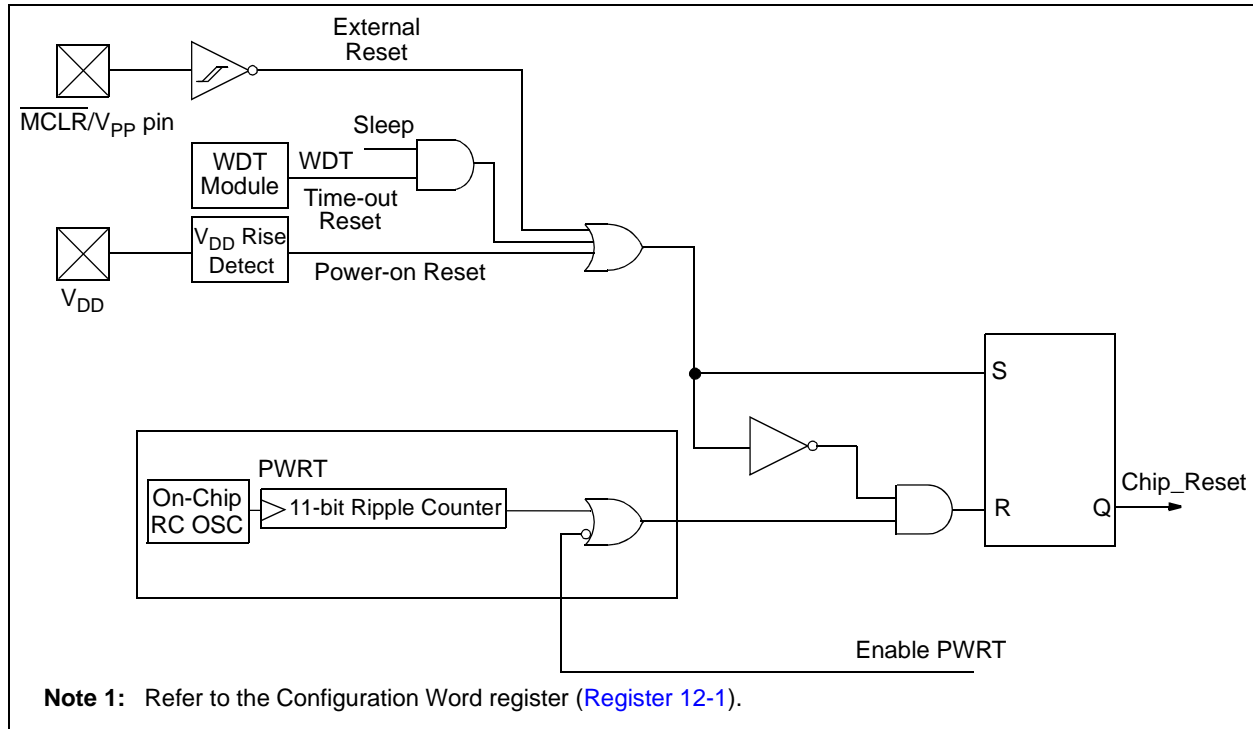 External
Reset
MCLR/VPP pin
Sleep
WDT
Module
WDT
Time-out
Reset
VDD Rise
Detect
Power-on Reset
VDD
S
PWRT
On-Chip
RC OSC
11-bit Ripple Counter
Chip_Reset
R
Q
Enable PWRT
Note 1: Refer to the Configuration Word register (Register 12-1).